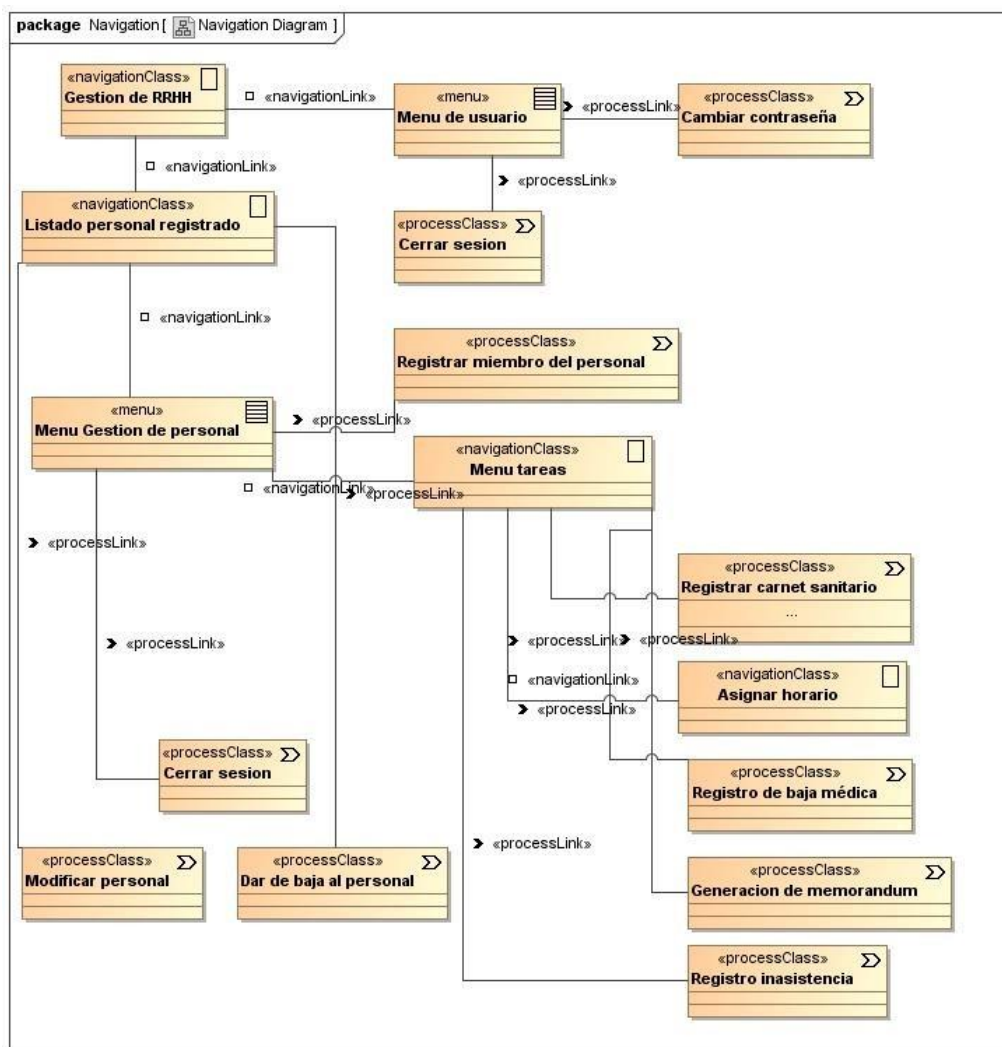 package Navigation [ Navigation Diagram ]
«navigationClass»
Gestion de RRHH
«navigationLink»
«menu»
Menu de usuario
«processLink»
«processClass»
Cambiar contraseña
«navigationLink»
«processLink»
«navigationClass»
Listado personal registrado
«processClass»
Cerrar sesion
«navigationLink»
«processClass»
Registrar miembro del personal
«menu»
Menu Gestion de personal
«processLink»
«navigationClass»
Menu tareas
«navigationLink»
«processLink»
«processLink»
«processClass»
Registrar carnet sanitario
...
«processLink»
«processLink»
«processLink»
«navigationClass»
Asignar horario
«navigationLink»
«processLink»
«processClass»
Cerrar sesion
«processClass»
Registro de baja médica
«processLink»
«processClass»
Modificar personal
«processClass»
Dar de baja al personal
«processClass»
Generacion de memorandum
«processClass»
Registro inasistencia